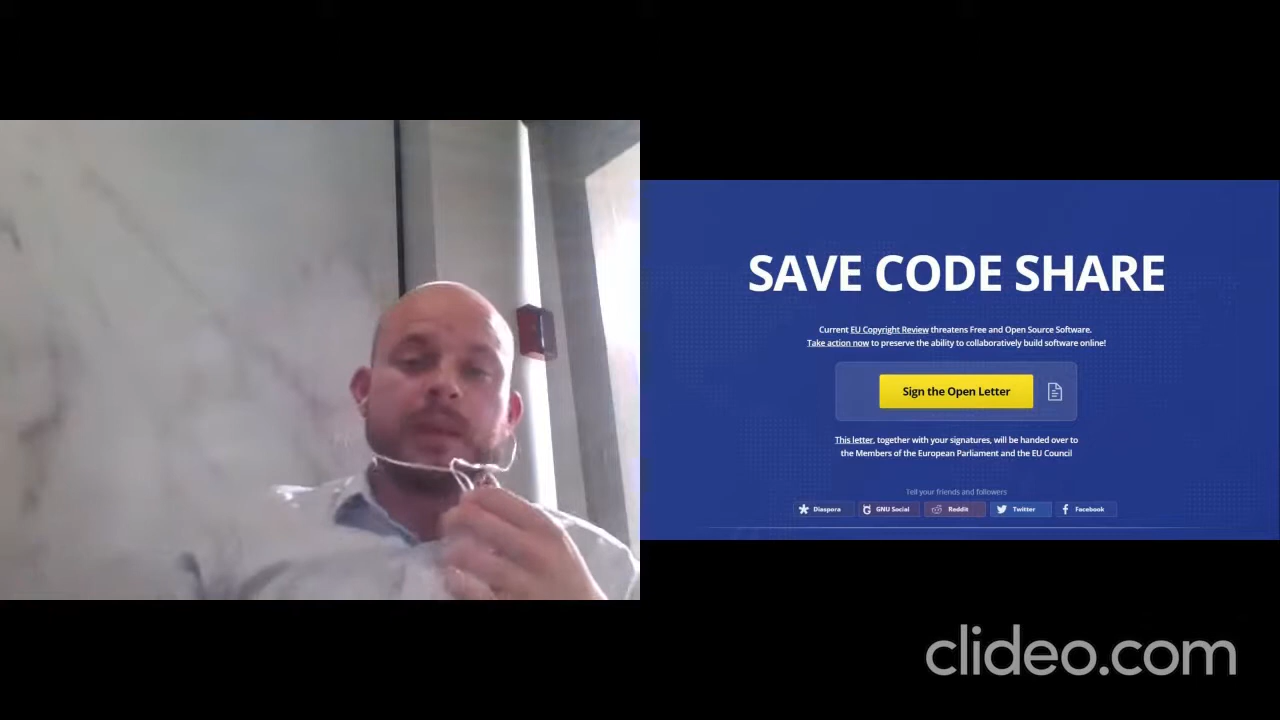 SAVE CODE SHARE
Current EU Copyright Review threatens Free and Open Source Software.
Take action now to preserve the ability to collaboratively build software online!
Sign the Open Letter
This letter, together with your signatures, will be handed over to
the Members of the European Parliament and the EU Council
Tell your friends and followers
Diaspora GNU Social Reddit Twitter Facebook
clideo.com